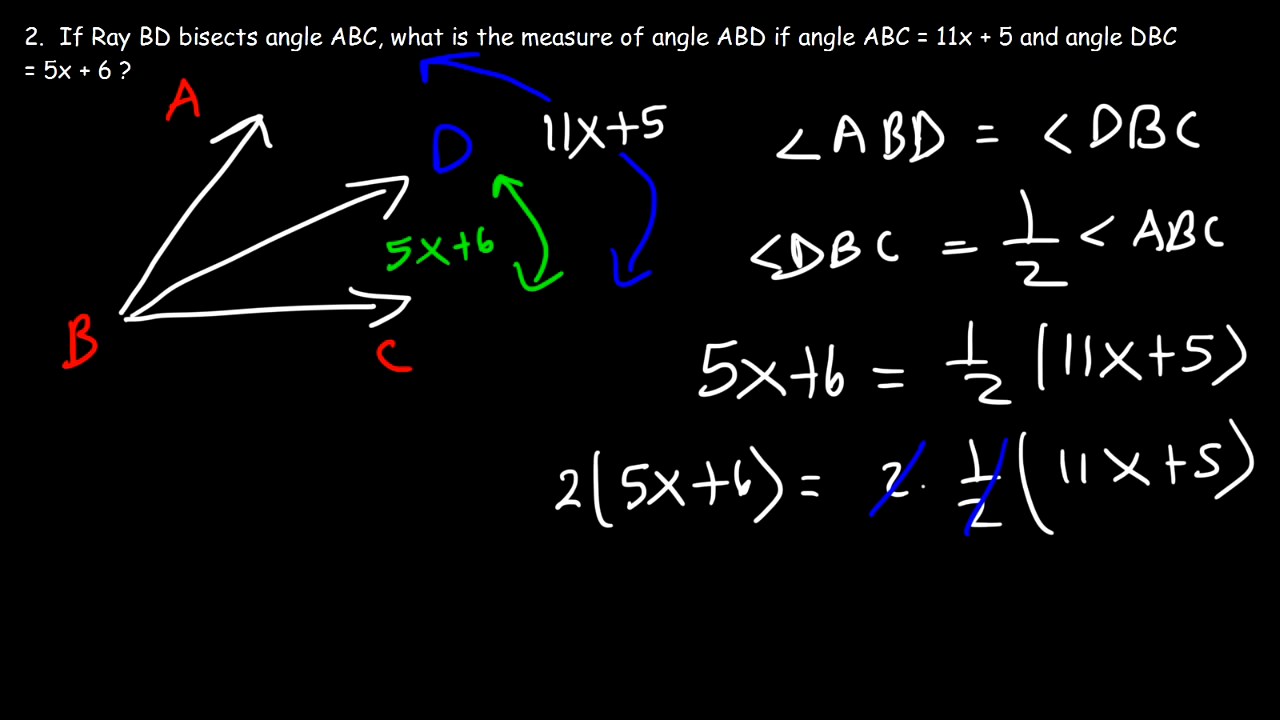 2. If Ray BD bisects angle ABC, what is the measure of angle ABD if angle ABC = 11x + 5 and angle DBC
= 5x + 6 ?
A
D
11x+5
5x+6
B
C
<ABD = <DBC
<DBC = 1/2 < ABC
5x+6 = 1/2 (11x+5)
2(5x+6) = 2 · 1/2 (11x+5)